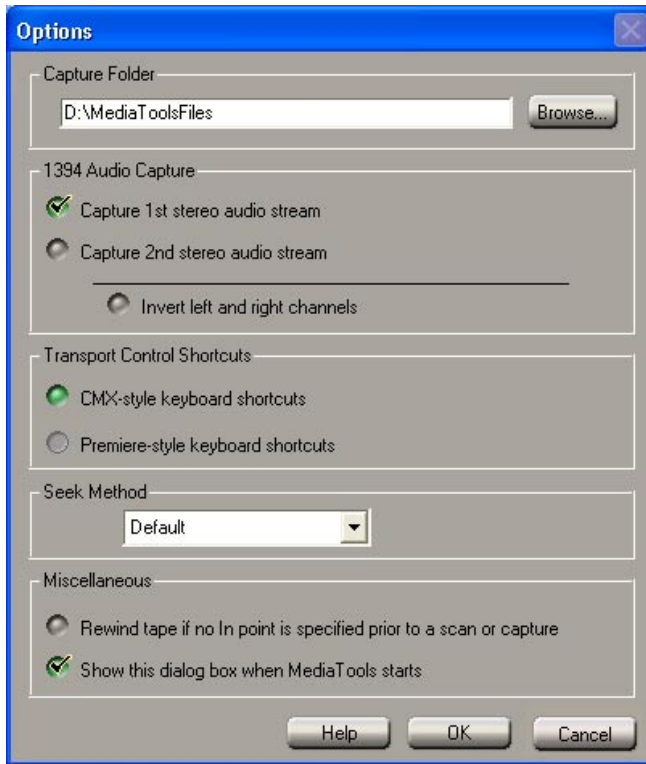 Options
Capture Folder
D:\MediaToolsFiles
Browse...
1394 Audio Capture
Capture 1st stereo audio stream
Capture 2nd stereo audio stream
Invert left and right channels
Transport Control Shortcuts
CMX-style keyboard shortcuts
Premiere-style keyboard shortcuts
Seek Method
Default
Miscellaneous
Rewind tape if no In point is specified prior to a scan or capture
Show this dialog box when MediaTools starts
Help OK Cancel